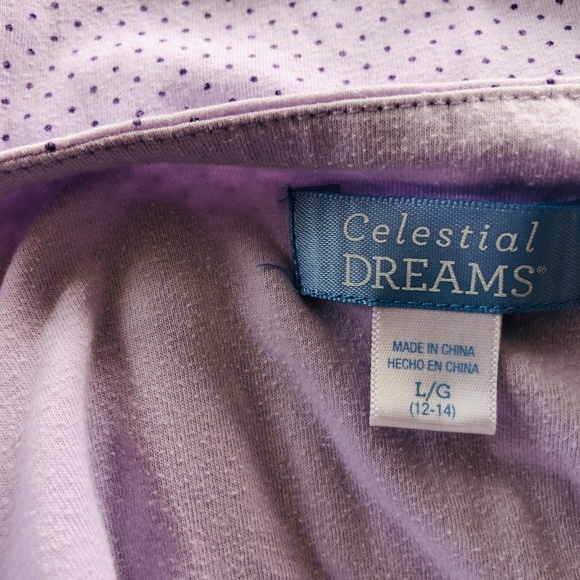 Celestial
DREAMS®
MADE IN CHINA
HECHO EN CHINA
L/G
(12-14)